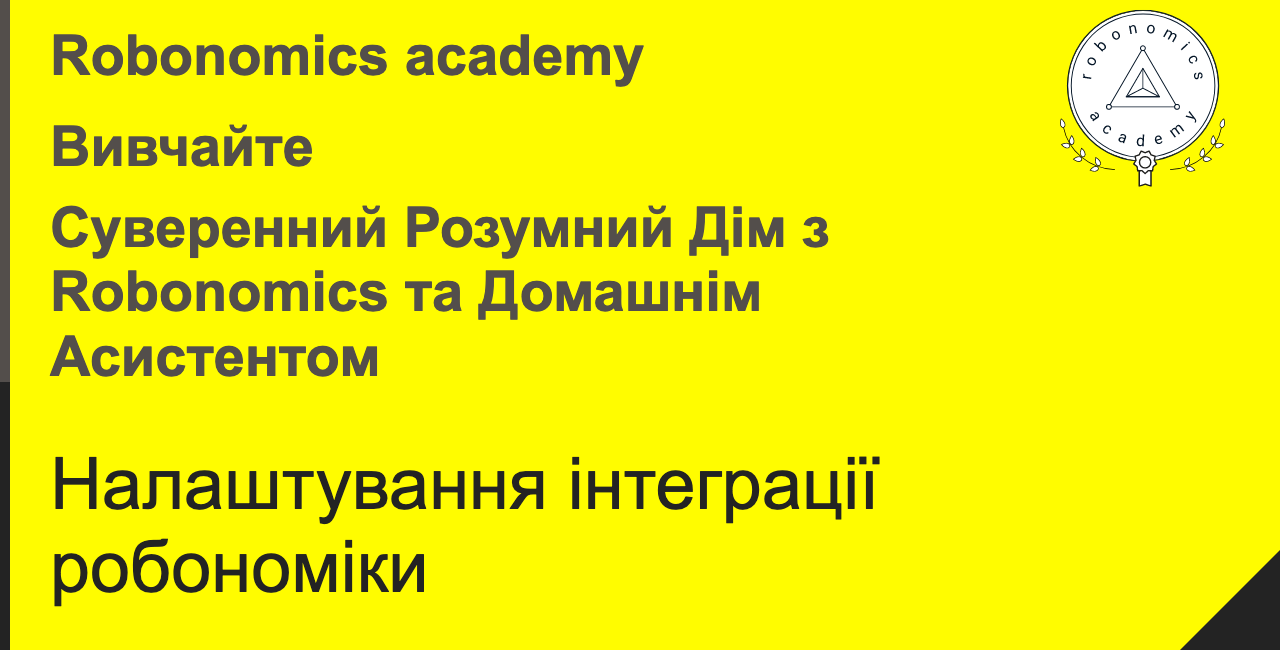 Robonomics academy
Вивчайте
Суверенний Розумний Дім з
Robonomics та Домашнім
Асистентом
Налаштування інтеграції
робономіки
robonomics
academy